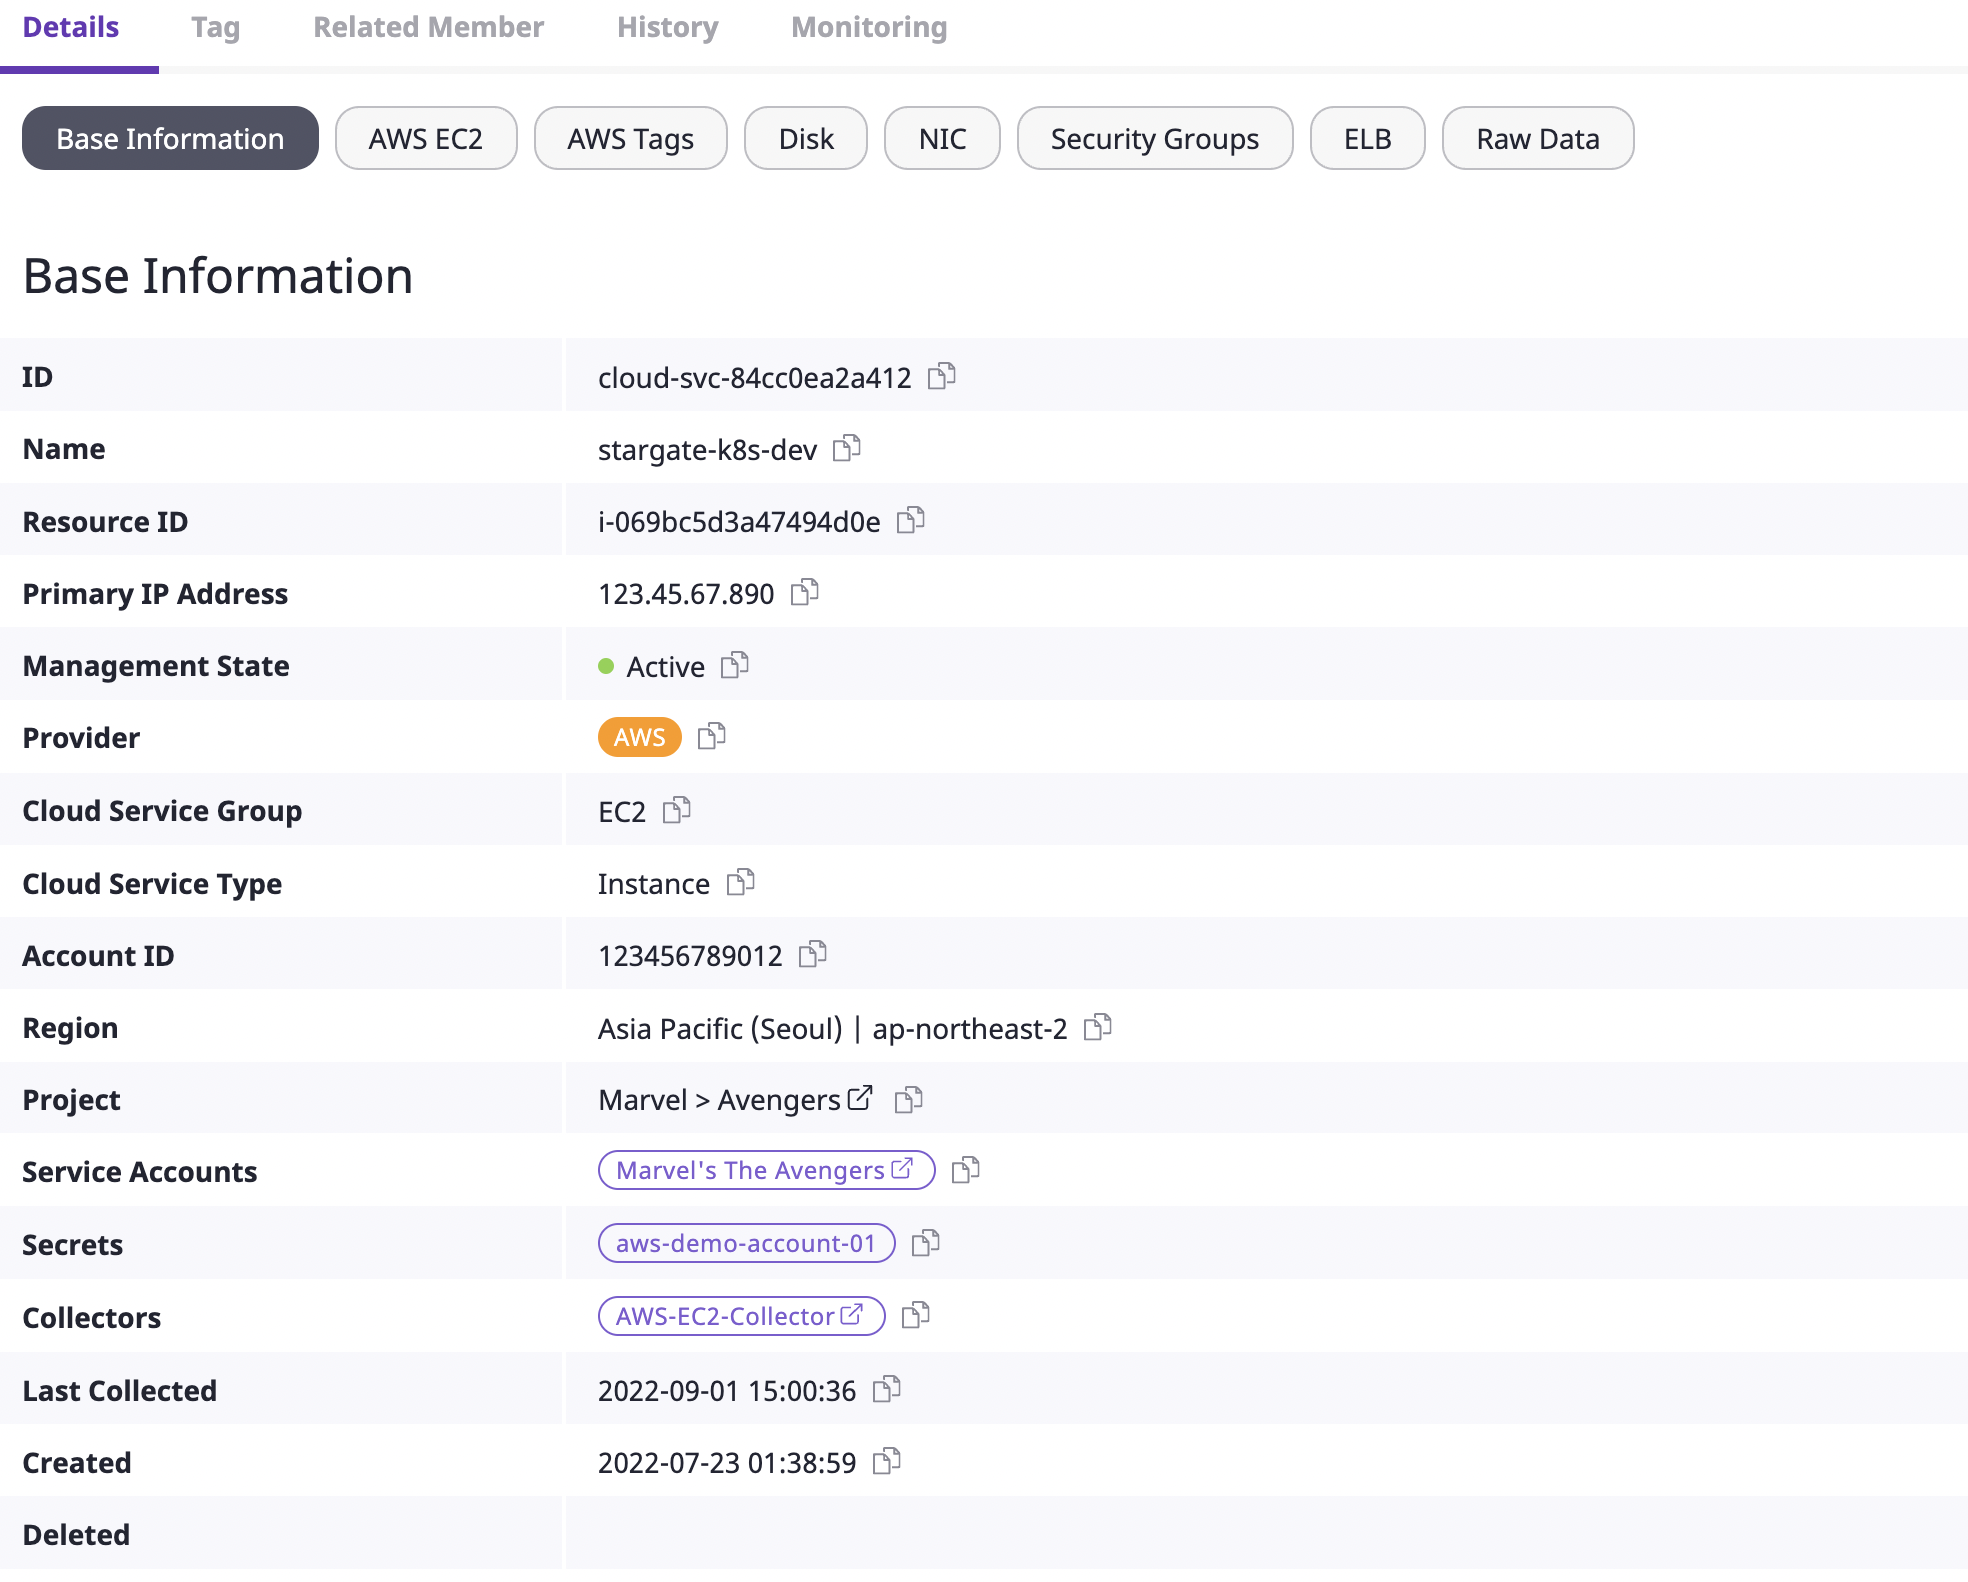 Details Tag Related Member History Monitoring
Base Information AWS EC2 AWS Tags Disk NIC Security Groups ELB Raw Data
Base Information
ID cloud-svc-84cc0ea2a412
Name stargate-k8s-dev
Resource ID i-069bc5d3a47494d0e
Primary IP Address 123.45.67.890
Management State Active
Provider AWS
Cloud Service Group EC2
Cloud Service Type Instance
Account ID 123456789012
Region Asia Pacific (Seoul) | ap-northeast-2
Project Marvel > Avengers
Service Accounts Marvel's The Avengers
Secrets aws-demo-account-01
Collectors AWS-EC2-Collector
Last Collected 2022-09-01 15:00:36
Created 2022-07-23 01:38:59
Deleted